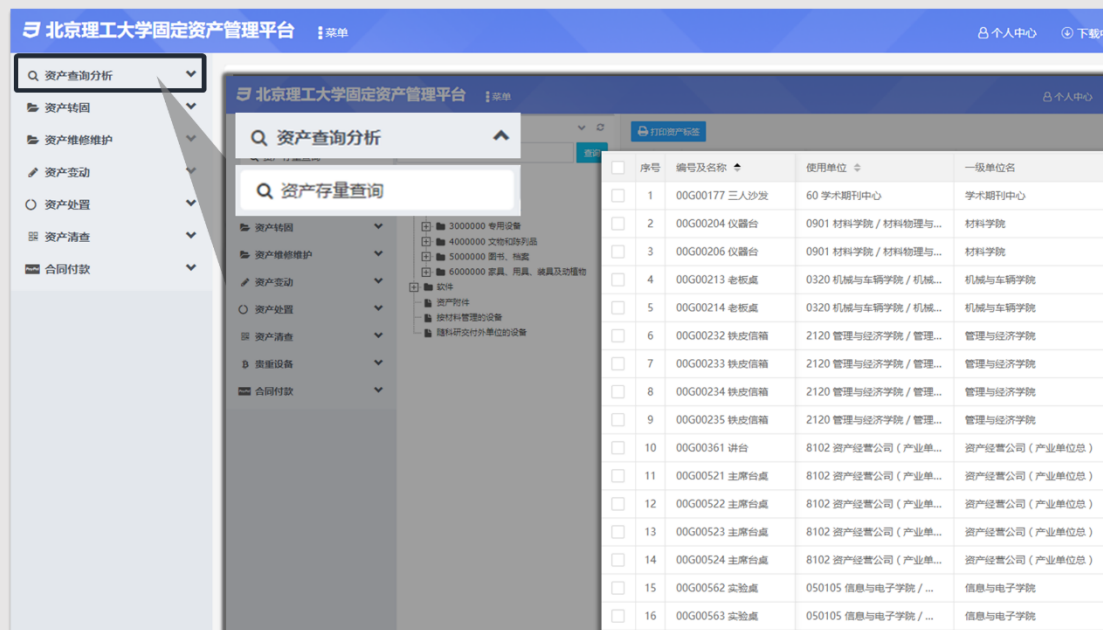 北京理工大学固定资产管理平台 菜单 个人中心 下载
资产查询分析
资产转固
资产维修维护
资产变动
资产处置
资产清查
合同付款
北京理工大学固定资产管理平台 菜单 个人中心
资产查询分析
资产存量查询
资产转固
资产维修维护
资产变动
资产处置
资产清查
贵重设备
合同付款
查询
3000000 专用设备
4000000 文物和陈列品
5000000 图书、档案
6000000 家具、用具、装具及动植物
软件
资产附件
按材料管理的设备
随科研交付外单位的设备
打印资产标签
序号 编号及名称 使用单位 一级单位名
1 00G00177 三人沙发 60 学术期刊中心 学术期刊中心
2 00G00204 仪器台 0901 材料学院 / 材料物理与... 材料学院
3 00G00206 仪器台 0901 材料学院 / 材料物理与... 材料学院
4 00G00213 老板桌 0320 机械与车辆学院 / 机械... 机械与车辆学院
5 00G00214 老板桌 0320 机械与车辆学院 / 机械... 机械与车辆学院
6 00G00232 铁皮信箱 2120 管理与经济学院 / 管理... 管理与经济学院
7 00G00233 铁皮信箱 2120 管理与经济学院 / 管理... 管理与经济学院
8 00G00234 铁皮信箱 2120 管理与经济学院 / 管理... 管理与经济学院
9 00G00235 铁皮信箱 2120 管理与经济学院 / 管理... 管理与经济学院
10 00G00361 讲台 8102 资产经营公司 ( 产业单... 资产经营公司 ( 产业单位总 )
11 00G00521 主席台桌 8102 资产经营公司 ( 产业单... 资产经营公司 ( 产业单位总 )
12 00G00522 主席台桌 8102 资产经营公司 ( 产业单... 资产经营公司 ( 产业单位总 )
13 00G00523 主席台桌 8102 资产经营公司 ( 产业单... 资产经营公司 ( 产业单位总 )
14 00G00524 主席台桌 8102 资产经营公司 ( 产业单... 资产经营公司 ( 产业单位总 )
15 00G00562 实验桌 050105 信息与电子学院 / ... 信息与电子学院
16 00G00563 实验桌 050105 信息与电子学院 / ... 信息与电子学院